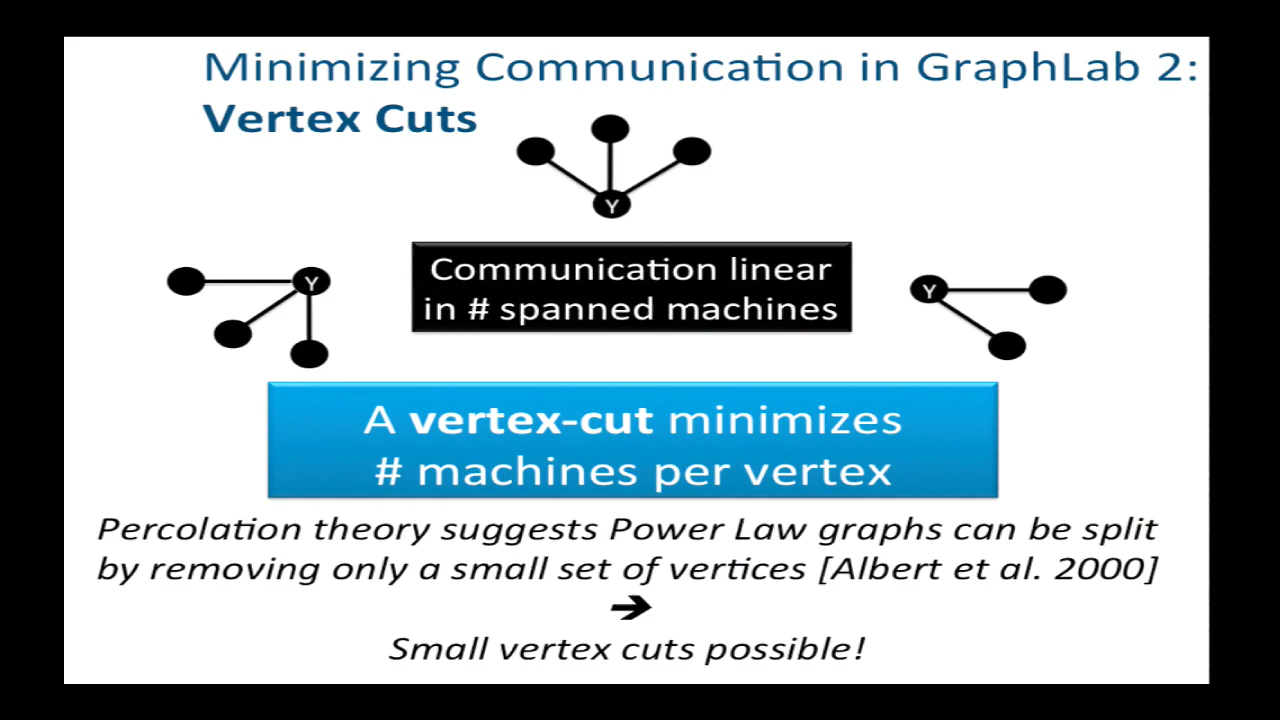 Minimizing Communication in GraphLab 2:
Vertex Cuts
Y
Communication linear
in # spanned machines
Y
Y
A vertex-cut minimizes
# machines per vertex
Percolation theory suggests Power Law graphs can be split
by removing only a small set of vertices [Albert et al. 2000]
➔
Small vertex cuts possible!